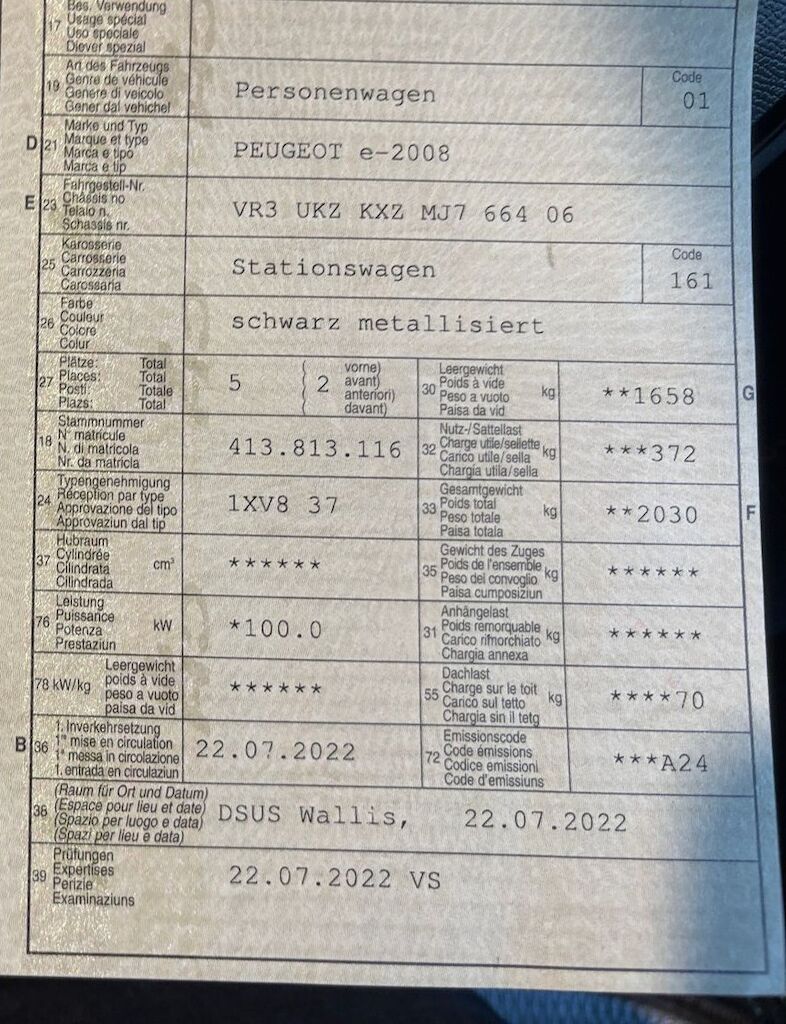 17 Bes. Verwendung
Usage spécial
Uso speciale
Diever spezial
19 Art des Fahrzeugs
Genre de véhicule
Genere di veicolo
Gener dal vehichel
Personenwagen
Code
01
D 21 Marke und Typ
Marque et type
Marca e tipo
Marca e tip
PEUGEOT e-2008
E 23 Fahrgestell-Nr.
Châssis no
Telaio n.
Schassis nr.
VR3 UKZ KXZ MJ7 664 06
25 Karosserie
Carrosserie
Carrozzeria
Carossaria
Stationswagen
Code
161
26 Farbe
Couleur
Colore
Colur
schwarz metallisiert
27 Plätze: Total
Places: Total
Posti: Totale
Plazs: Total
5 ( 2 vorne)
( avant)
( anteriori)
( davant)
30 Leergewicht
Poids à vide
Peso a vuoto
Paisa da vid
kg
**1658
G
18 Stammnummer
N° matricule
N. di matricola
Nr. da matricla
413.813.116
32 Nutz-/Sattellast
Charge utile/sellette
Carico utile/sella
Chargia utila/sella
kg
***372
24 Typengenehmigung
Réception par type
Approvazione del tipo
Approvaziun dal tip
1XV8 37
33 Gesamtgewicht
Poids total
Peso totale
Paisa totala
kg
**2030
F
37 Hubraum
Cylindrée
Cilindrata
Cilindrada
cm³
******
35 Gewicht des Zuges
Poids de l'ensemble
Peso del convoglio
Paisa cumposiziun
kg
******
76 Leistung
Puissance
Potenza
Prestaziun
kW
*100.0
31 Anhängelast
Poids remorquable
Carico rimorchiato
Chargia annexa
kg
******
78 kW/kg Leergewicht
poids à vide
peso a vuoto
paisa da vid
******
55 Dachlast
Charge sur le toit
Carico sul tetto
Chargia sin il tetg
kg
****70
B 36 1. Inverkehrsetzung
1re mise en circulation
1a messa in circolazione
1. entrada en circulaziun
22.07.2022
72 Emissionscode
Code émissions
Codice emissioni
Code d'emissiuns
***A24
38 (Raum für Ort und Datum)
(Espace pour lieu et date)
(Spazio per luogo e data)
(Spazi per lieu e data)
DSUS Wallis, 22.07.2022
39 Prüfungen
Expertises
Perizie
Examinaziuns
22.07.2022 VS